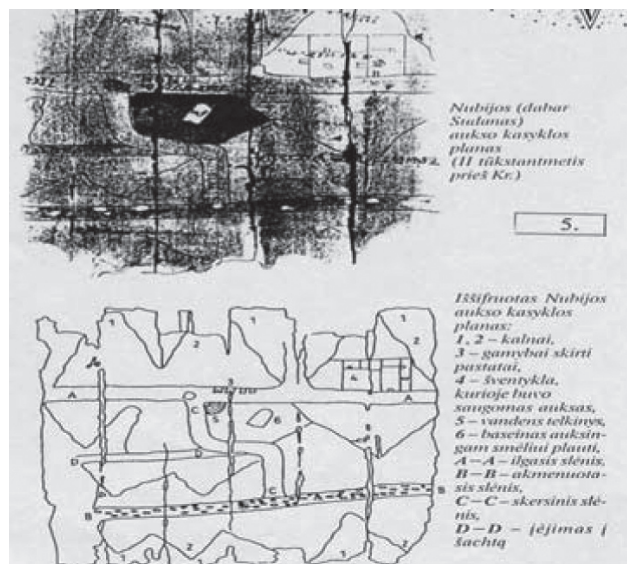 Nubijos (dabar
Sudanas)
aukso kasyklos
planas
(II tūkstantmetis
prieš Kr.)
5.
Iššifruotas Nubijos
aukso kasyklos
planas:
1, 2 – kalnai,
3 – gamybai skirti
pastatai,
4 – šventykla,
kurioje buvo
saugomas auksas,
5 – vandens telkinys,
6 – baseinas auksin-
gam smėliui plauti,
A – A – ilgasis slėnis,
B – B – akmenuota-
sis slėnis,
C – C – skersinis slė-
nis,
D – D – įėjimas į
šachtą
1
2
1
1
2
3
4
A
C
5
6
A
D
D
C
A
B
B
1
2
1
2